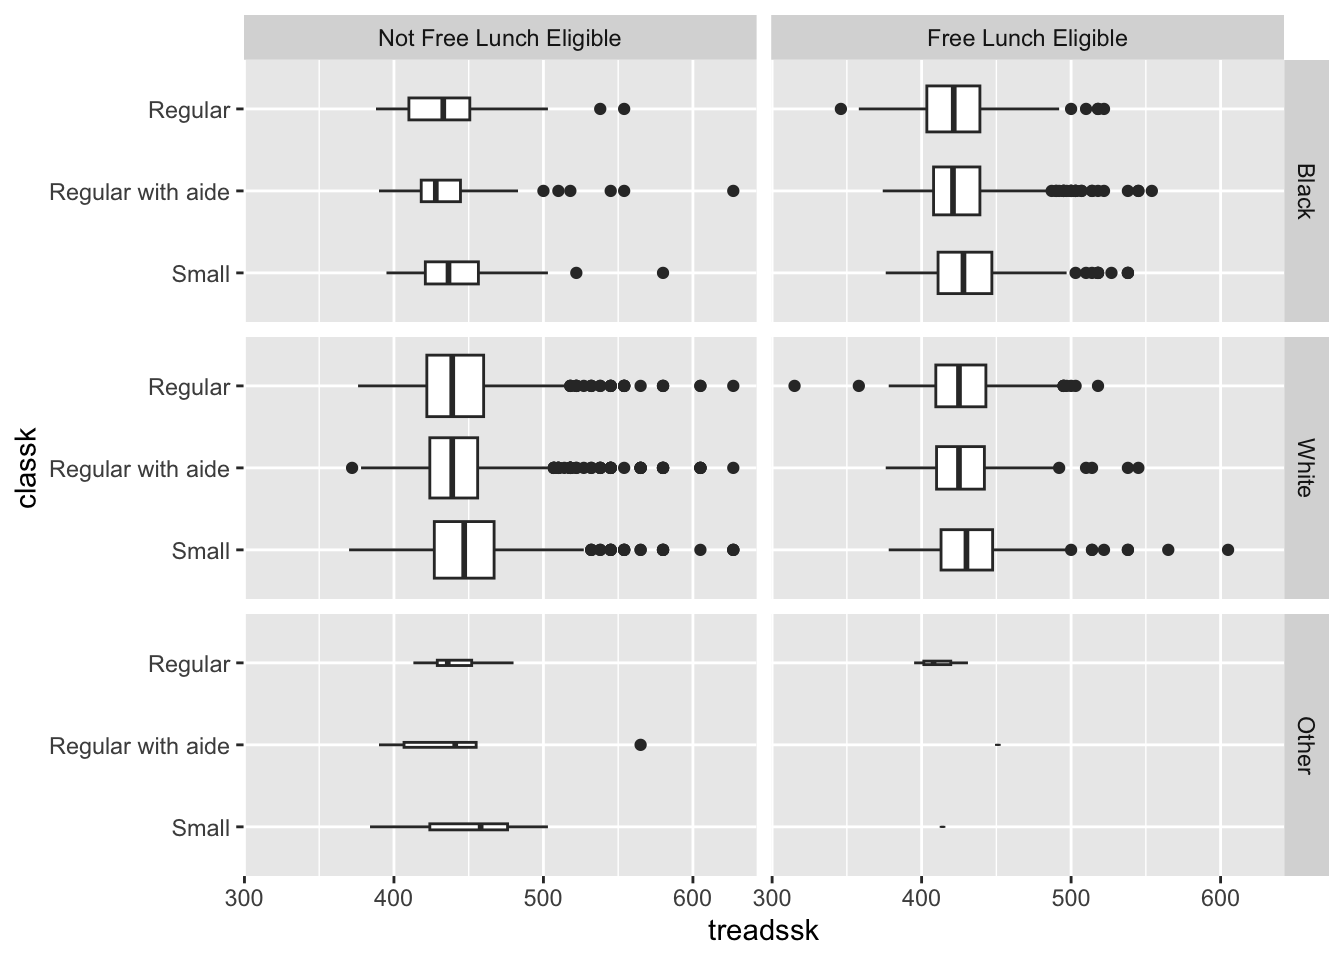 Not Free Lunch Eligible
Free Lunch Eligible
Regular
Regular with aide
Small
Black
Regular
Regular with aide
Small
White
Regular
Regular with aide
Small
Other
classk
300 400 500 600 300 400 500 600
treadssk